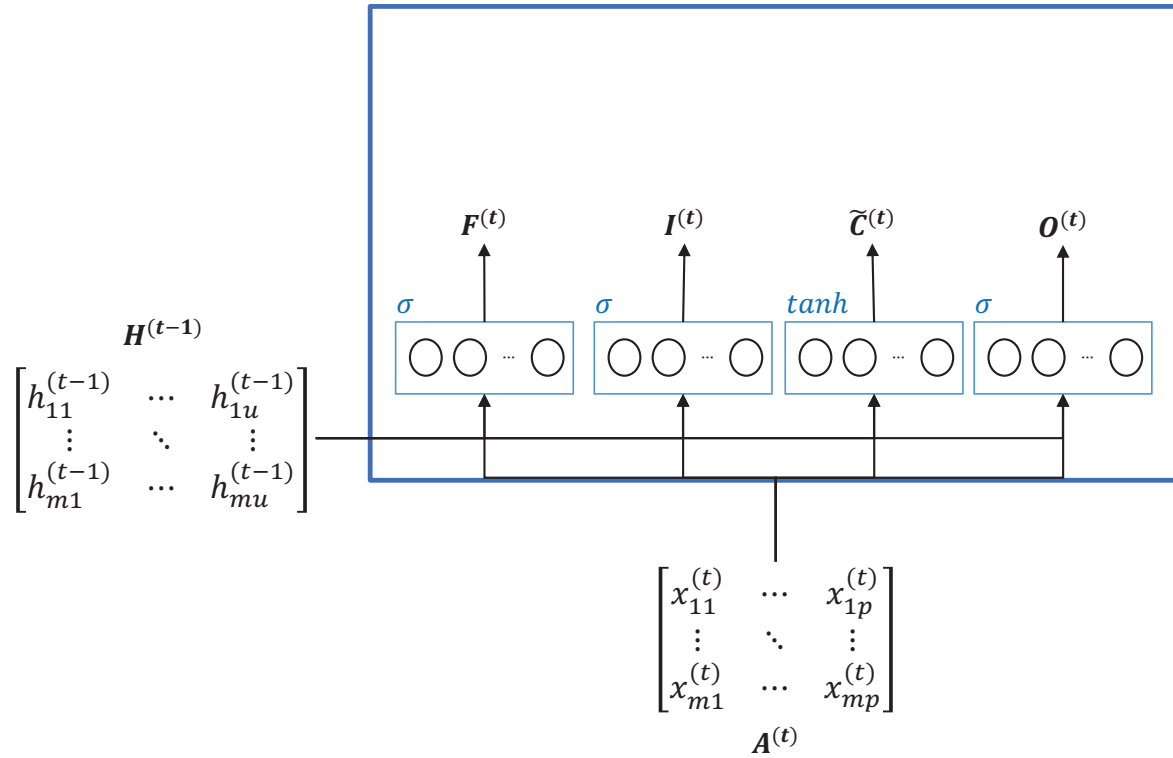 𝑭⁽ᵗ⁾ 𝑰⁽ᵗ⁾ C̃⁽ᵗ⁾ 𝑶⁽ᵗ⁾
σ σ tanh σ
... ... ... ...
H^(t−1)
h_11^(t−1) ⋯ h_1u^(t−1)
⋮ ⋱ ⋮
h_m1^(t−1) ⋯ h_mu^(t−1)
x_11^(t) ⋯ x_1p^(t)
⋮ ⋱ ⋮
x_m1^(t) ⋯ x_mp^(t)
A^(t)